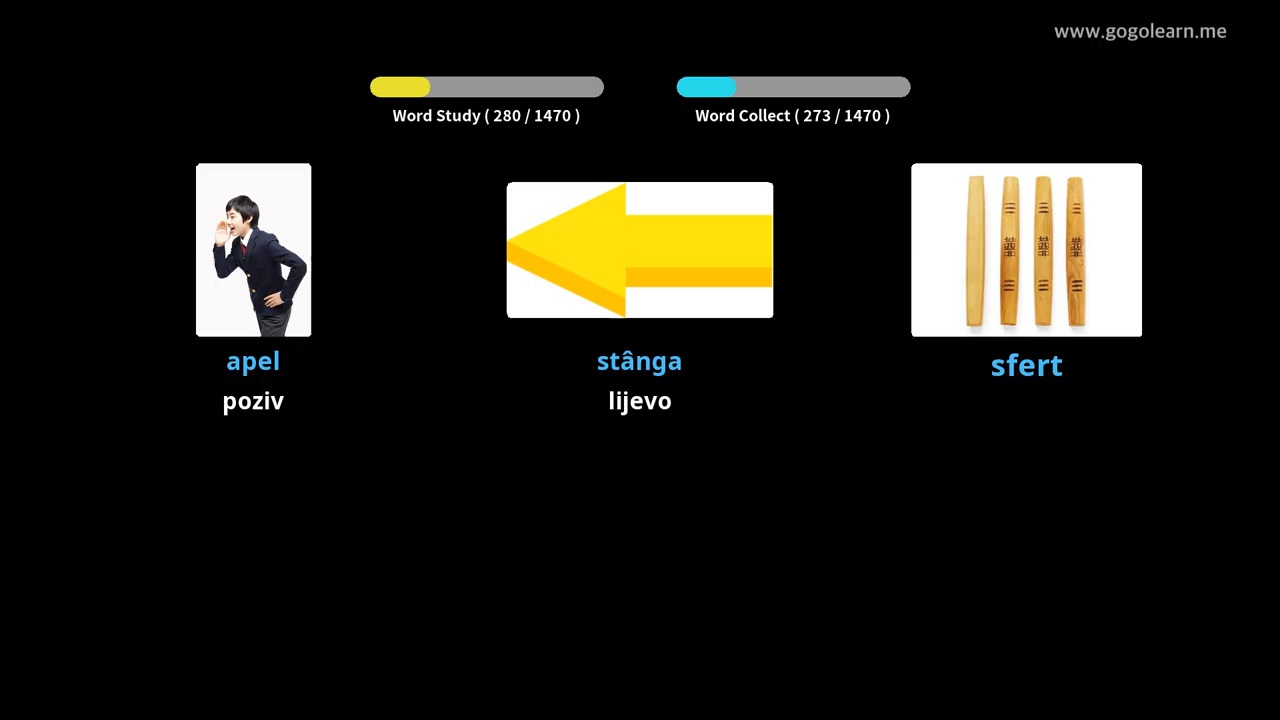 www.gogolearn.me
Word Study ( 280 / 1470 )
Word Collect ( 273 / 1470 )
apel
stânga
sfert
poziv
lijevo